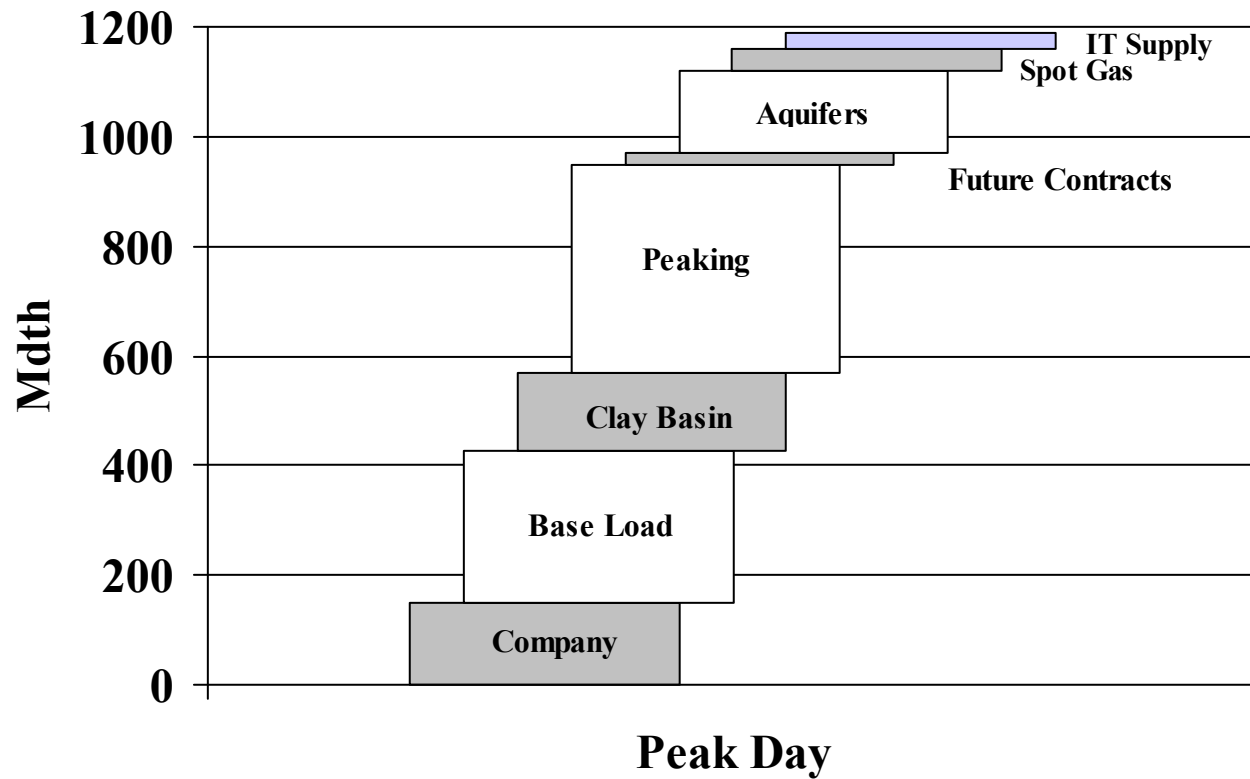 1200
IT Supply
Spot Gas
Aquifers
1000
Future Contracts
800
Peaking
Mdth
600
Clay Basin
400
Base Load
200
Company
0
Peak Day